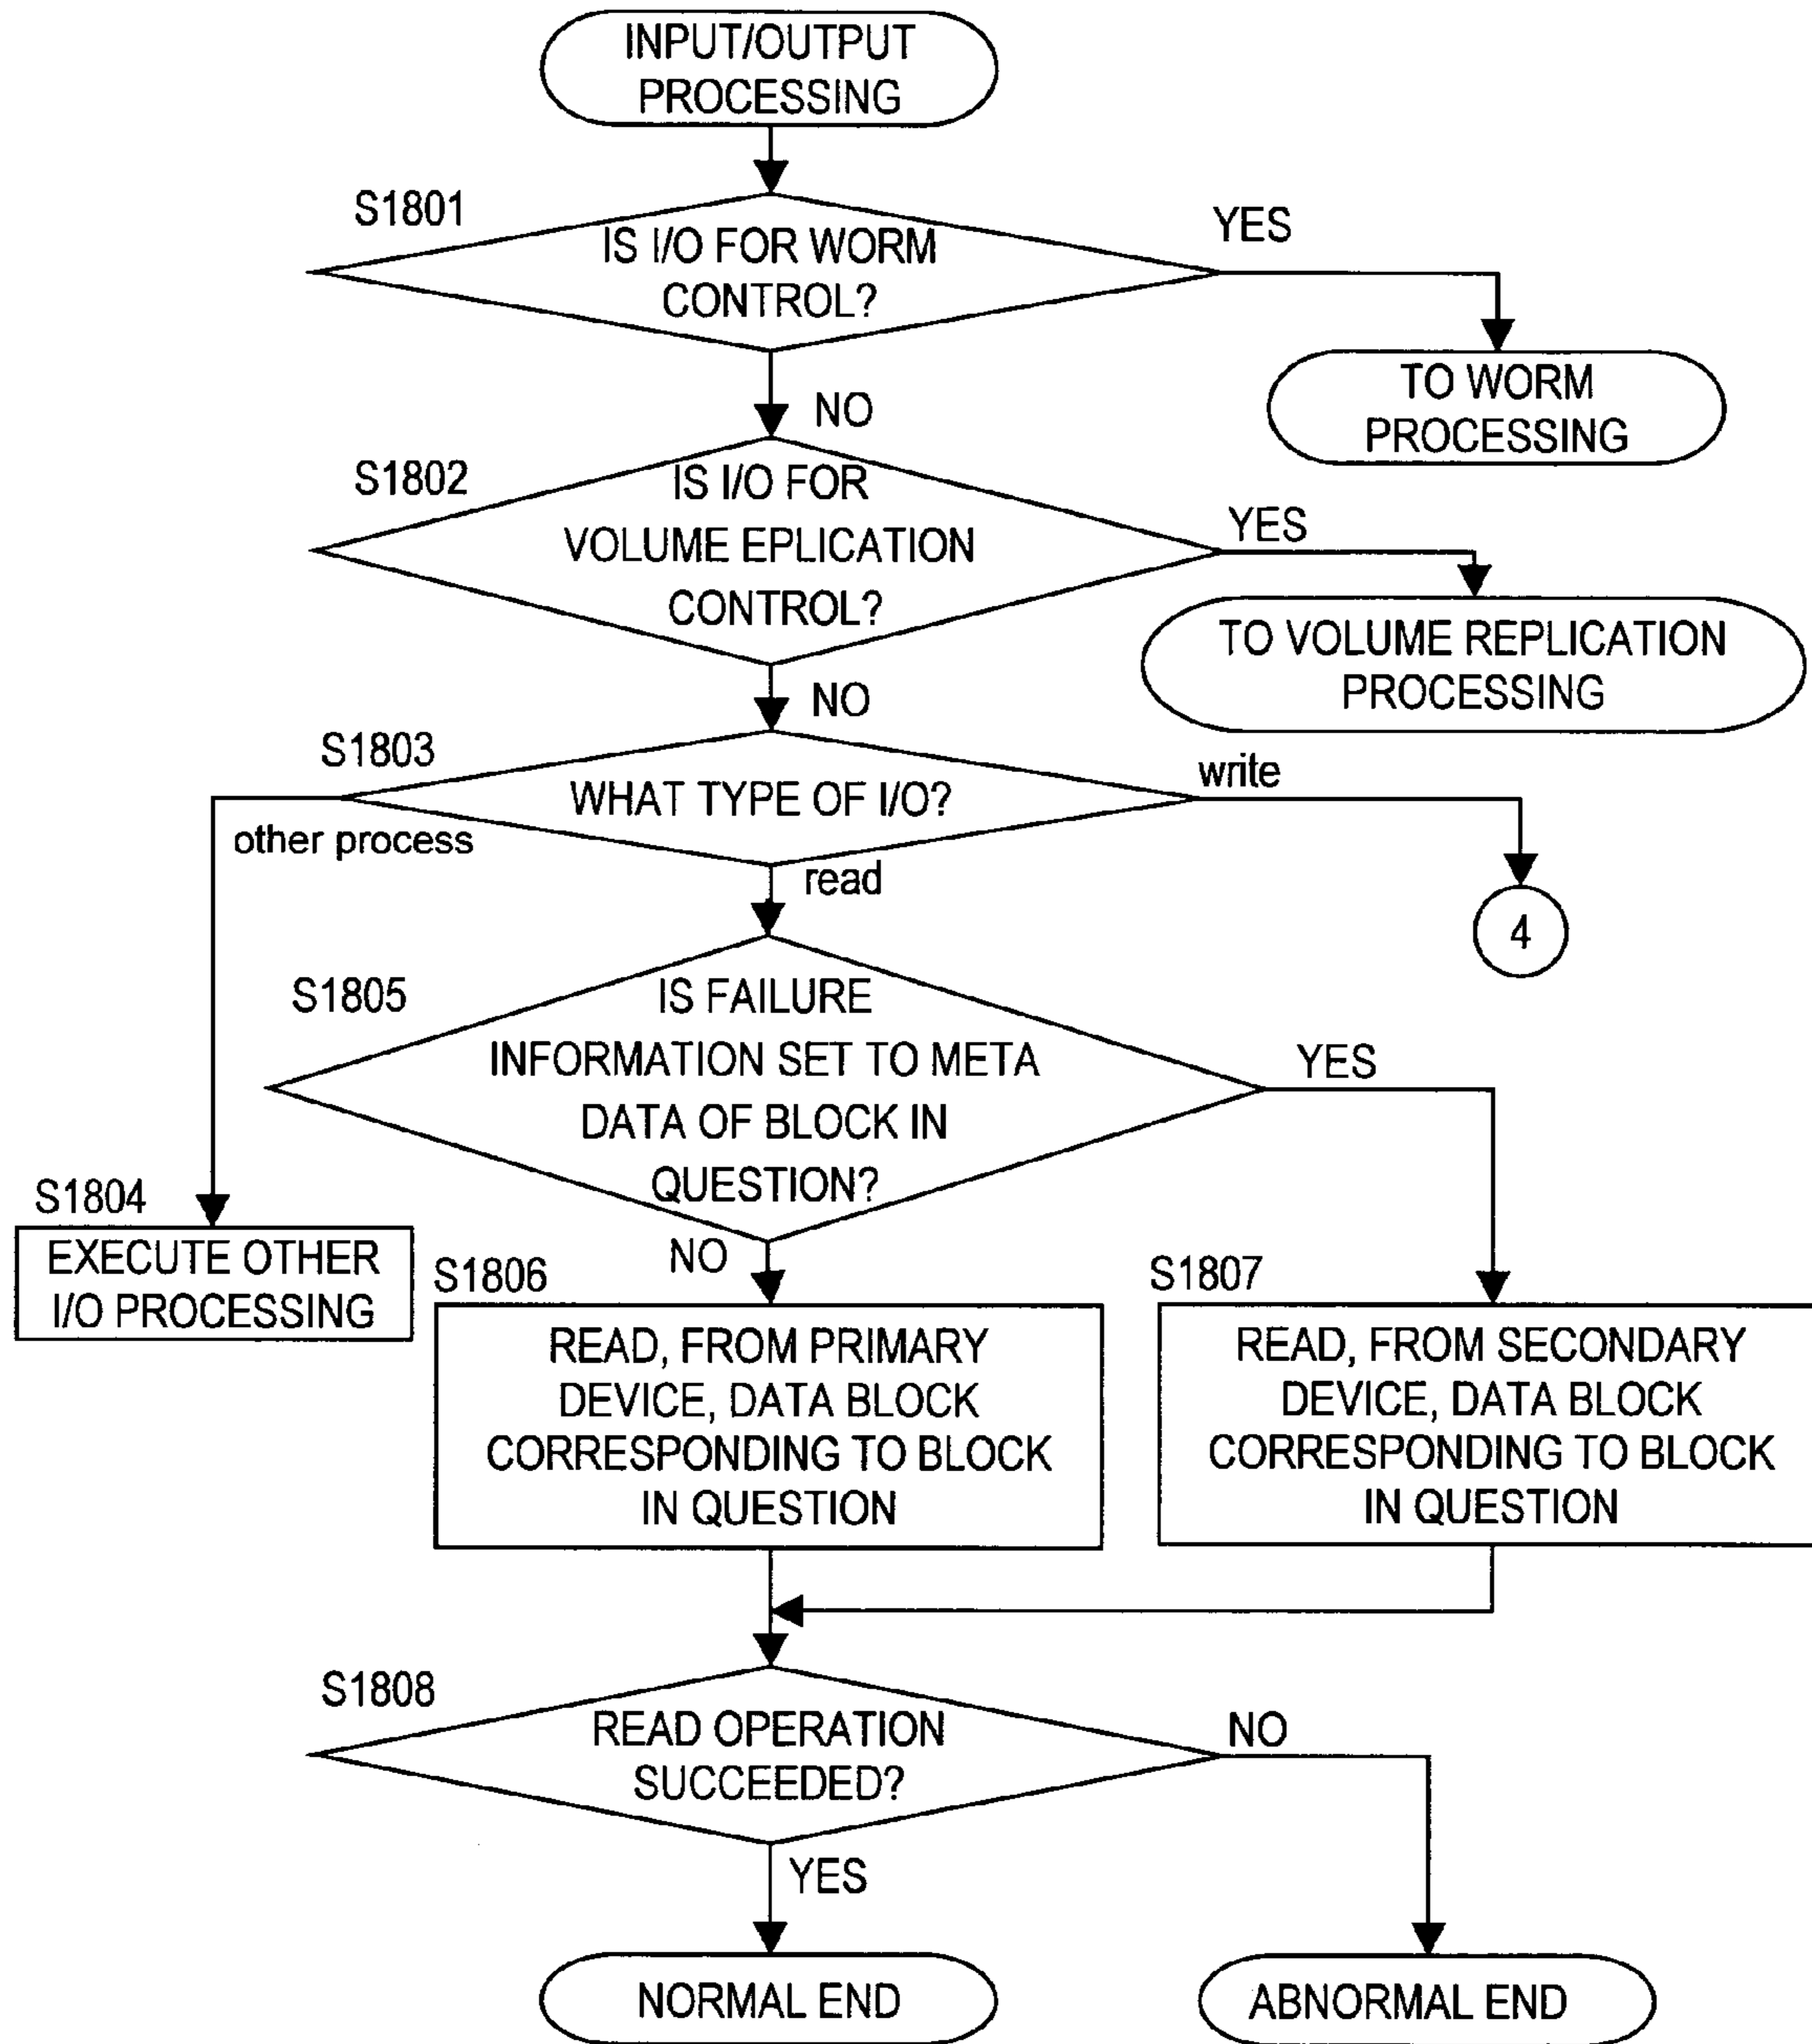 INPUT/OUTPUT
PROCESSING
S1801
IS I/O FOR WORM
CONTROL?
YES
TO WORM
PROCESSING
NO
S1802
IS I/O FOR
VOLUME EPLICATION
CONTROL?
YES
TO VOLUME REPLICATION
PROCESSING
NO
S1803
WHAT TYPE OF I/O?
write
other process
read
4
S1805
IS FAILURE
INFORMATION SET TO META
DATA OF BLOCK IN
QUESTION?
YES
S1804
EXECUTE OTHER
I/O PROCESSING
NO
S1806
READ, FROM PRIMARY
DEVICE, DATA BLOCK
CORRESPONDING TO BLOCK
IN QUESTION
S1807
READ, FROM SECONDARY
DEVICE, DATA BLOCK
CORRESPONDING TO BLOCK
IN QUESTION
S1808
READ OPERATION
SUCCEEDED?
NO
YES
NORMAL END
ABNORMAL END